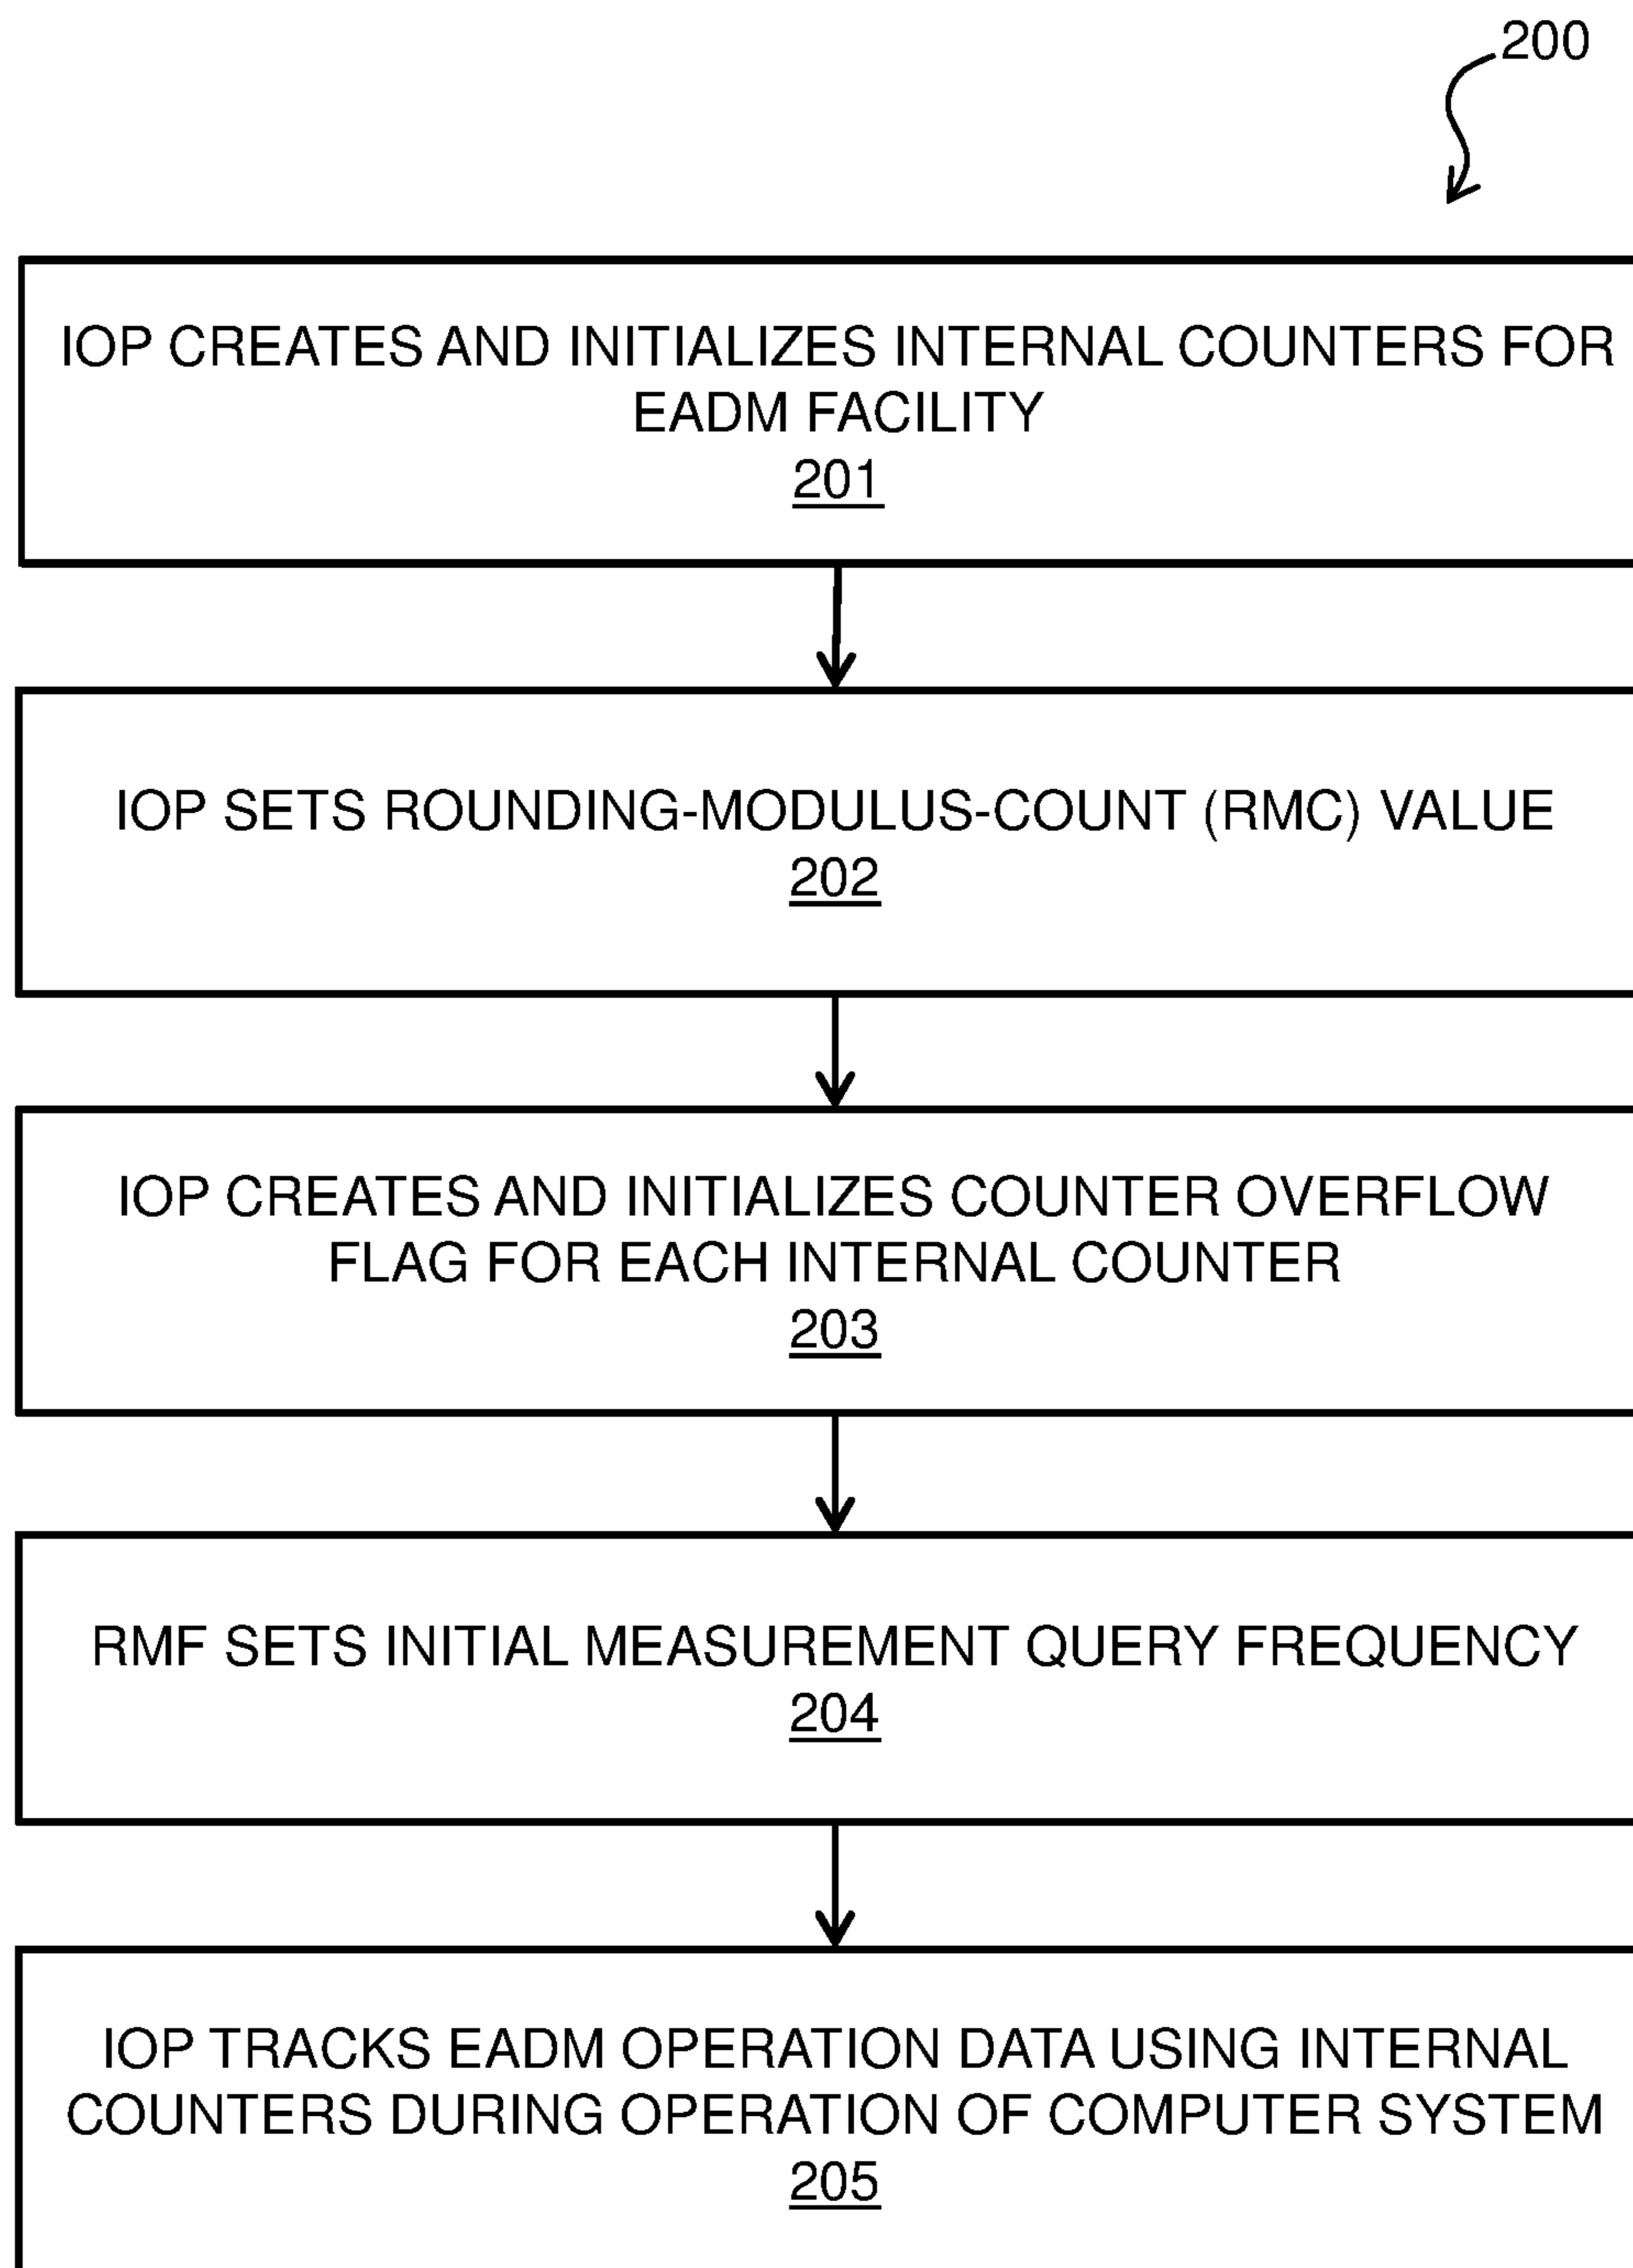 200
IOP CREATES AND INITIALIZES INTERNAL COUNTERS FOR
EADM FACILITY
201
IOP SETS ROUNDING-MODULUS-COUNT (RMC) VALUE
202
IOP CREATES AND INITIALIZES COUNTER OVERFLOW
FLAG FOR EACH INTERNAL COUNTER
203
RMF SETS INITIAL MEASUREMENT QUERY FREQUENCY
204
IOP TRACKS EADM OPERATION DATA USING INTERNAL
COUNTERS DURING OPERATION OF COMPUTER SYSTEM
205